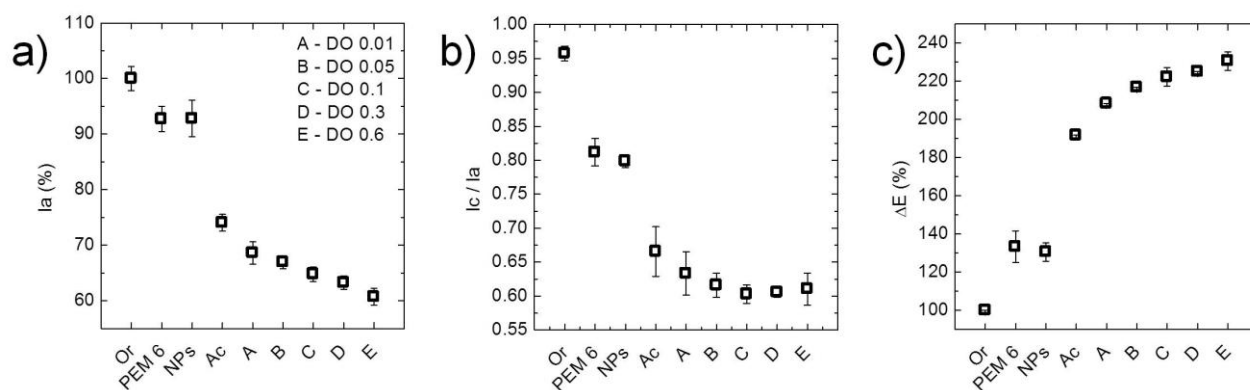 a)
110
100
90
80
70
60
Ia (%)
A - DO 0.01
B - DO 0.05
C - DO 0.1
D - DO 0.3
E - DO 0.6
Or
PEM 6
NPs
Ac
A
B
C
D
E
b)
1.00
0.95
0.90
0.85
0.80
0.75
0.70
0.65
0.60
0.55
Ic / Ia
Or
PEM 6
NPs
Ac
A
B
C
D
E
c)
240
220
200
180
160
140
120
100
ΔE (%)
Or
PEM 6
NPs
Ac
A
B
C
D
E